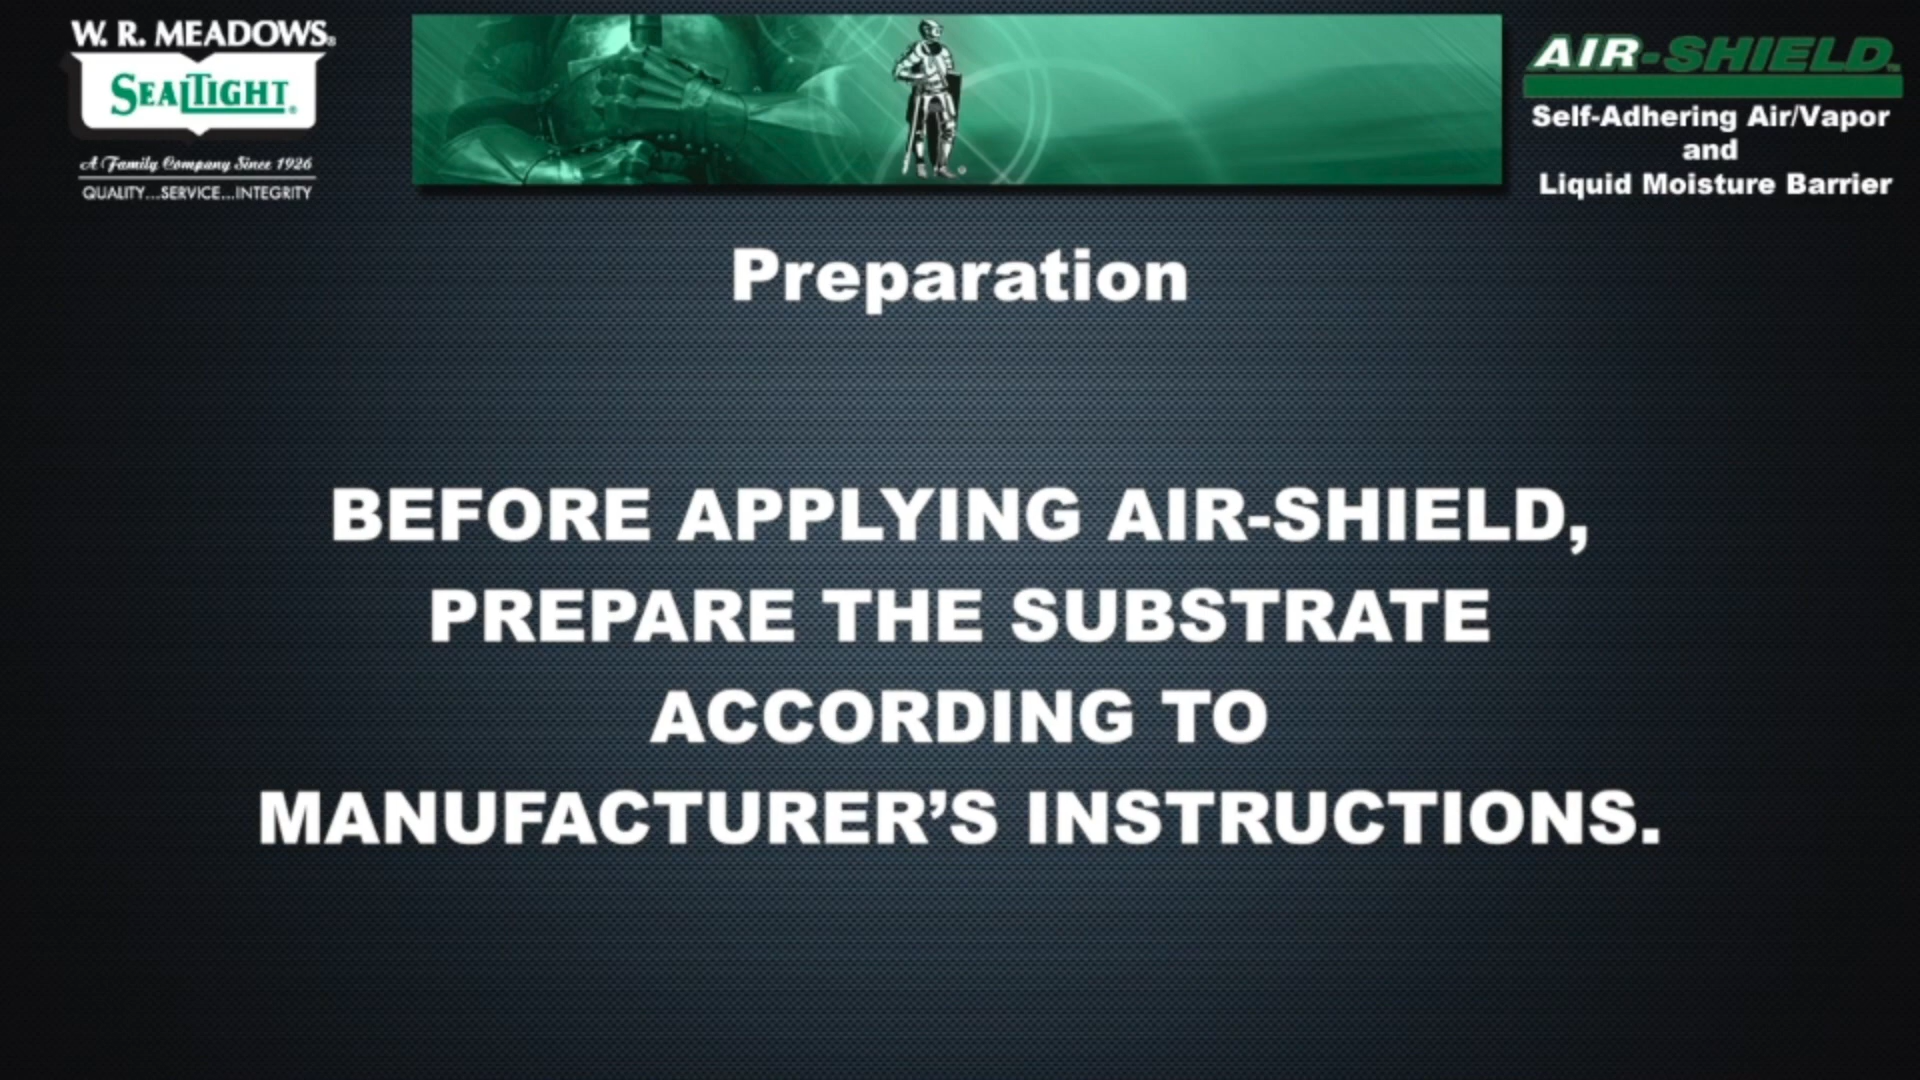 W. R. MEADOWS®
SEALTIGHT®
A Family Company Since 1926
QUALITY...SERVICE...INTEGRITY
AIR-SHIELD™
Self-Adhering Air/Vapor
and
Liquid Moisture Barrier
Preparation
BEFORE APPLYING AIR-SHIELD,
PREPARE THE SUBSTRATE
ACCORDING TO
MANUFACTURER’S INSTRUCTIONS.